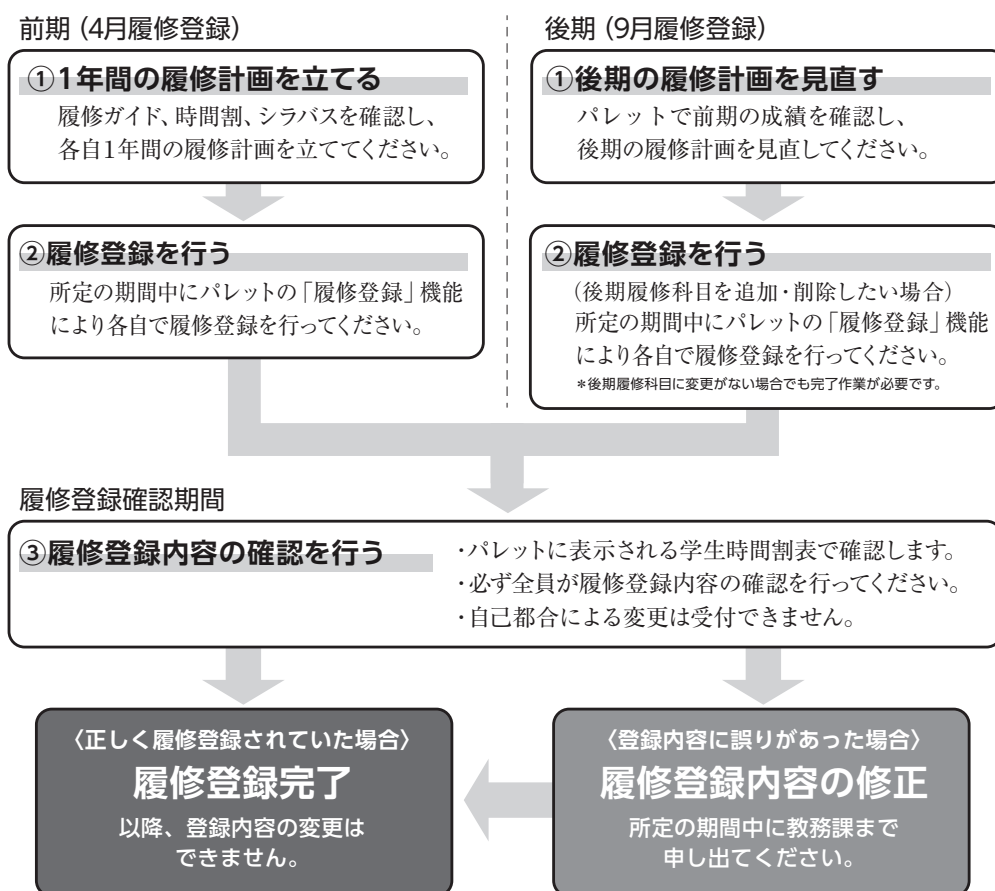 前期（4月履修登録）
①1年間の履修計画を立てる
履修ガイド、時間割、シラバスを確認し、
各自1年間の履修計画を立ててください。
②履修登録を行う
所定の期間中にパレットの「履修登録」機能
により各自で履修登録を行ってください。
後期（9月履修登録）
①後期の履修計画を見直す
パレットで前期の成績を確認し、
後期の履修計画を見直してください。
②履修登録を行う
（後期履修科目を追加・削除したい場合）
所定の期間中にパレットの「履修登録」機能
により各自で履修登録を行ってください。
＊後期履修科目に変更がない場合でも完了作業が必要です。
履修登録確認期間
③履修登録内容の確認を行う
・パレットに表示される学生時間割表で確認します。
・必ず全員が履修登録内容の確認を行ってください。
・自己都合による変更は受付できません。
〈正しく履修登録されていた場合〉
履修登録完了
以降、登録内容の変更は
できません。
〈登録内容に誤りがあった場合〉
履修登録内容の修正
所定の期間中に教務課まで
申し出てください。